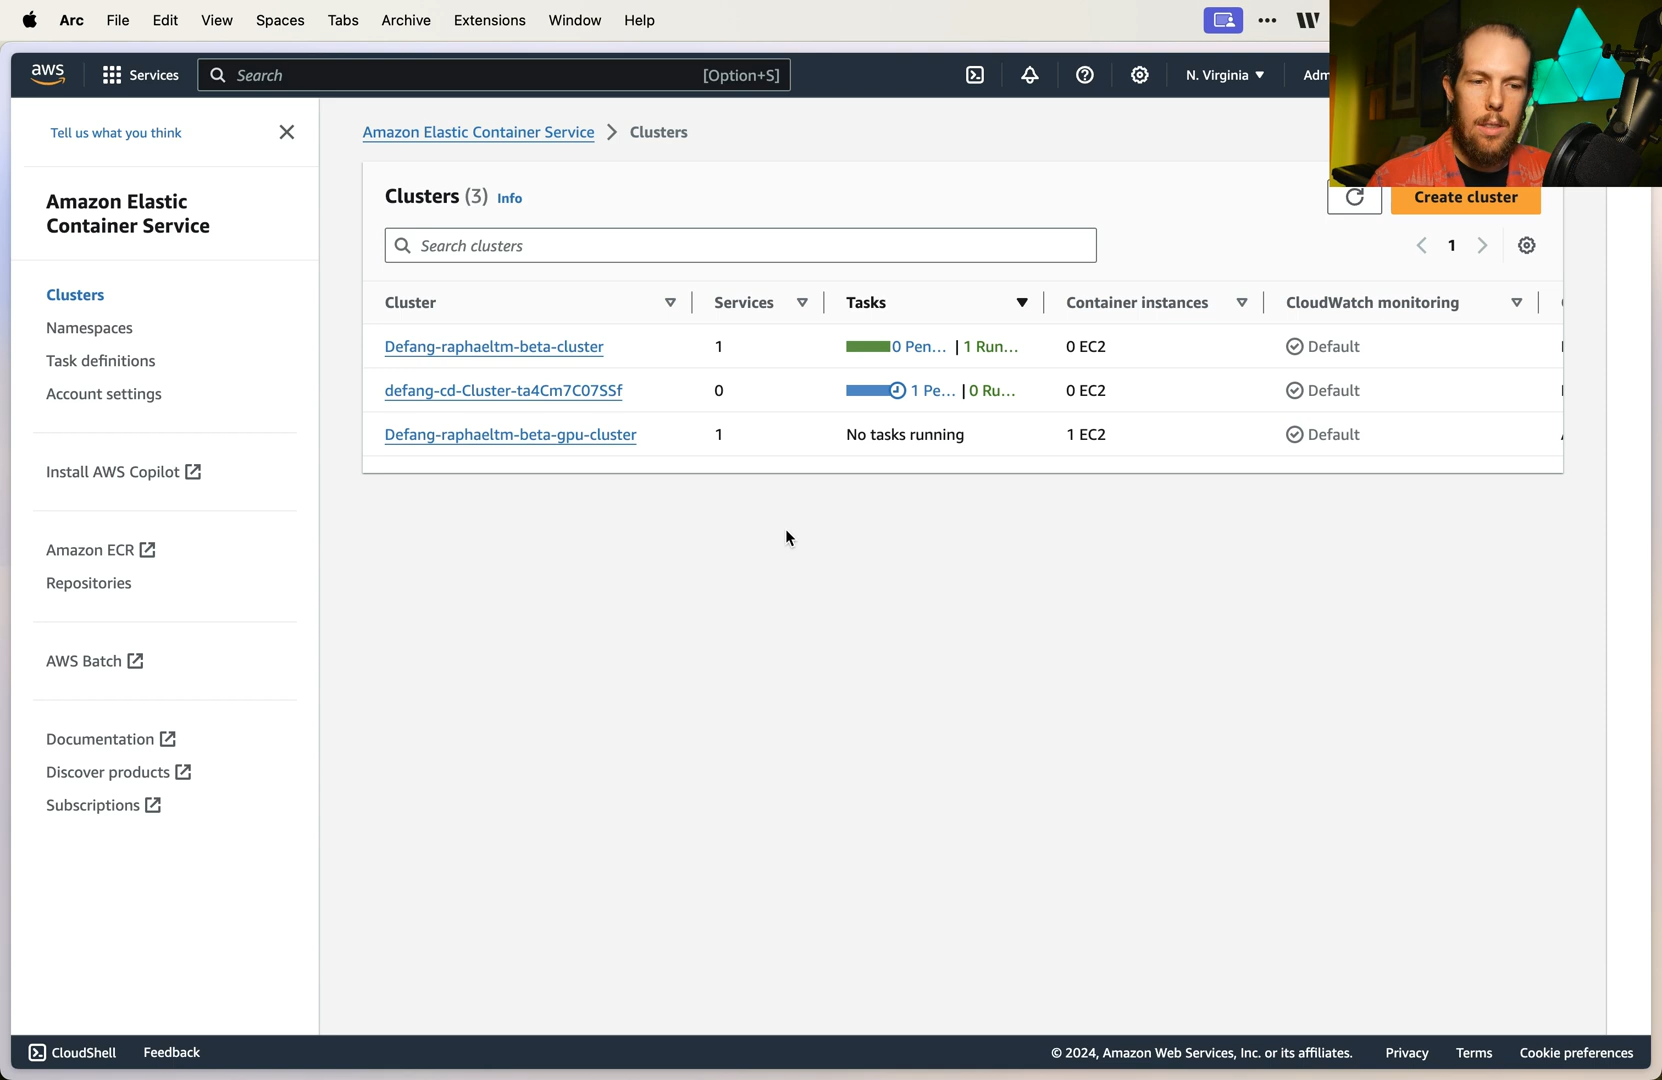 Arc File Edit View Spaces Tabs Archive Extensions Window Help
aws Services Search [Option+S] N. Virginia
Tell us what you think
Amazon Elastic
Container Service
Clusters
Namespaces
Task definitions
Account settings
Install AWS Copilot
Amazon ECR
Repositories
AWS Batch
Documentation
Discover products
Subscriptions
Amazon Elastic Container Service > Clusters
Clusters (3) Info
Create cluster
Search clusters
1
Cluster Services Tasks Container instances CloudWatch monitoring
Defang-raphaeltm-beta-cluster 1 0 Pen... | 1 Run... 0 EC2 Default
defang-cd-Cluster-ta4Cm7C07SSf 0 1 Pe... | 0 Ru... 0 EC2 Default
Defang-raphaeltm-beta-gpu-cluster 1 No tasks running 1 EC2 Default
CloudShell Feedback © 2024, Amazon Web Services, Inc. or its affiliates. Privacy Terms Cookie preferences